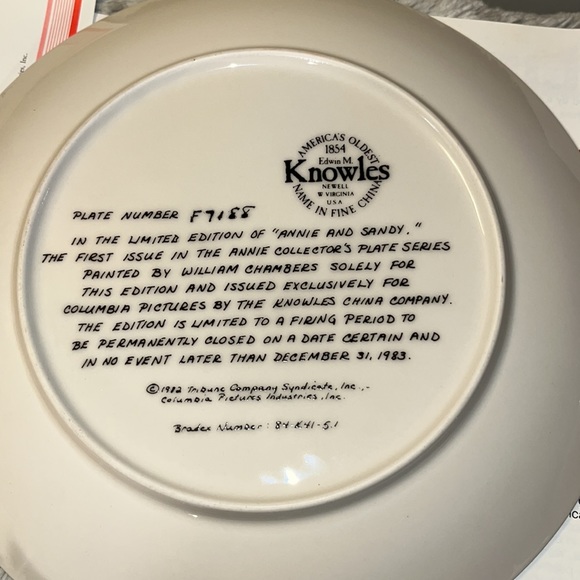 AMERICA'S OLDEST
1854
Edwin M.
Knowles
NEWELL
W VIRGINIA
USA
NAME IN FINE CHINA
PLATE NUMBER F7188
IN THE LIMITED EDITION OF "ANNIE AND SANDY,"
THE FIRST ISSUE IN THE ANNIE COLLECTOR'S PLATE SERIES
PAINTED BY WILLIAM CHAMBERS SOLELY FOR
THIS EDITION AND ISSUED EXCLUSIVELY FOR
COLUMBIA PICTURES BY THE KNOWLES CHINA COMPANY.
THE EDITION IS LIMITED TO A FIRING PERIOD TO
BE PERMANENTLY CLOSED ON A DATE CERTAIN AND
IN NO EVENT LATER THAN DECEMBER 31, 1983.
©1982 Tribune Company Syndicate, Inc.,-
Columbia Pictures Industries, Inc.
Bradex Number: 84-K41-5.1
Inc.